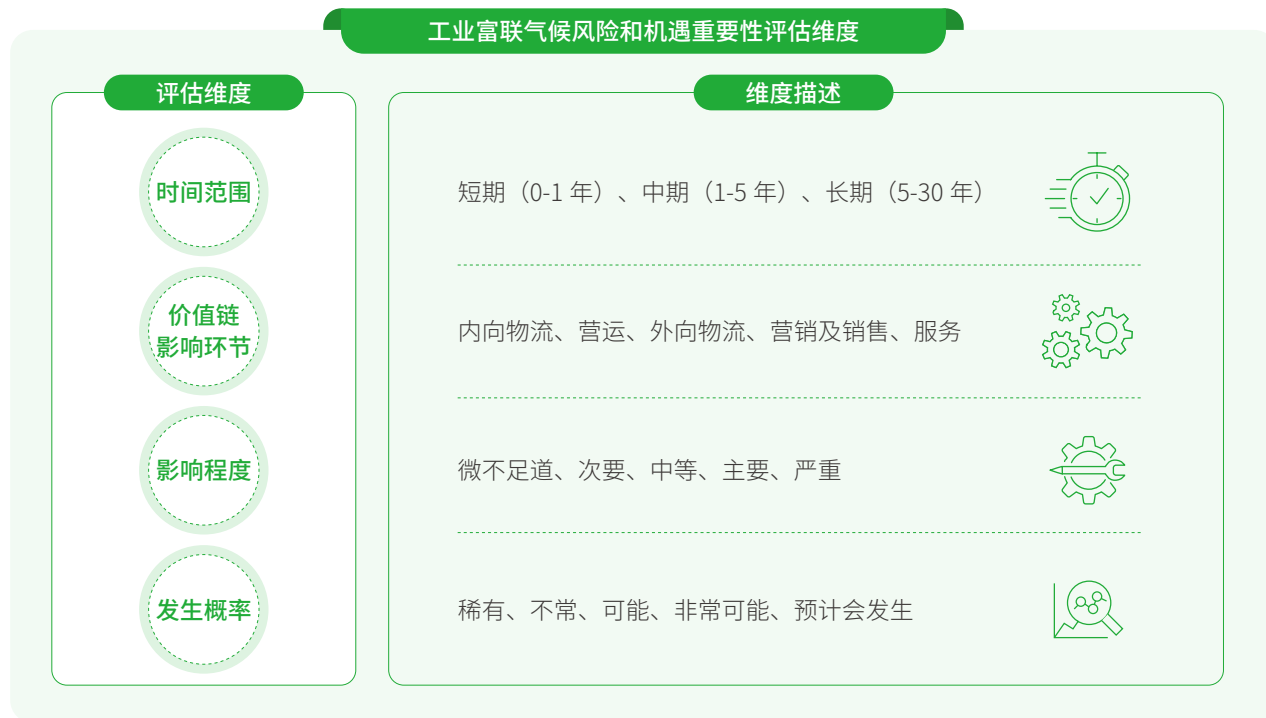 工业富联气候风险和机遇重要性评估维度
评估维度
维度描述
时间范围
短期（0-1 年）、中期（1-5 年）、长期（5-30 年）
价值链
影响环节
内向物流、营运、外向物流、营销及销售、服务
影响程度
微不足道、次要、中等、主要、严重
发生概率
稀有、不常、可能、非常可能、预计会发生